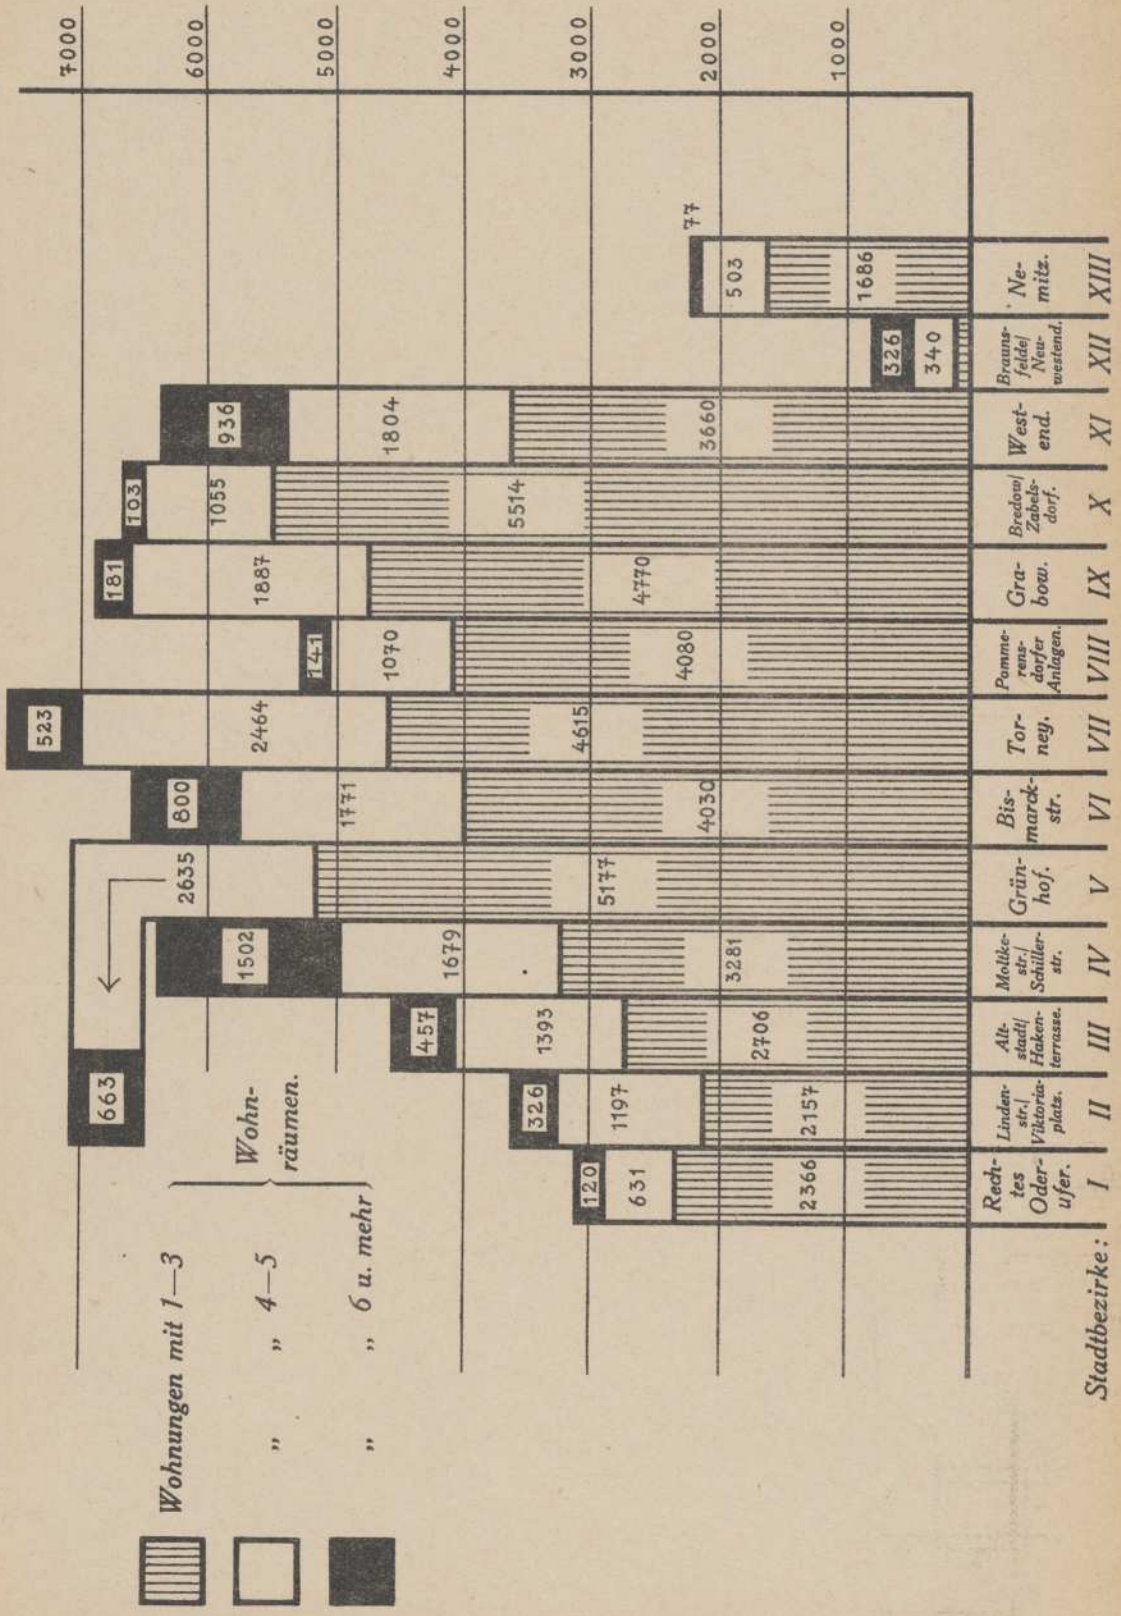 7000
6000
5000
4000
3000
2000
1000
Wohnungen mit 1—3
„ „ 4—5
„ „ 6 u. mehr
Wohn-
räumen.
120
631
2366
326
1197
2157
457
1393
2706
1502
1679
3281
663
2635
5177
800
1771
4030
523
2464
4615
141
1070
4080
181
1887
4770
103
1055
5514
936
1804
3660
326
340
77
503
1686
Stadtbezirke:
Rech-
tes
Oder-
ufer.
I
Linden-
str./
Viktoria-
platz.
II
Alt-
stadt/
Haken-
terrasse.
III
Moltke-
str./
Schiller-
str.
IV
Grün-
hof.
V
Bis-
marck-
str.
VI
Tor-
ney.
VII
Pomme-
rens-
dorfer
Anlagen.
VIII
Gra-
bow.
IX
Bredow/
Zabels-
dorf.
X
West-
end.
XI
Brauns-
felde/
Neu-
westend.
XII
Ne-
mitz.
XIII